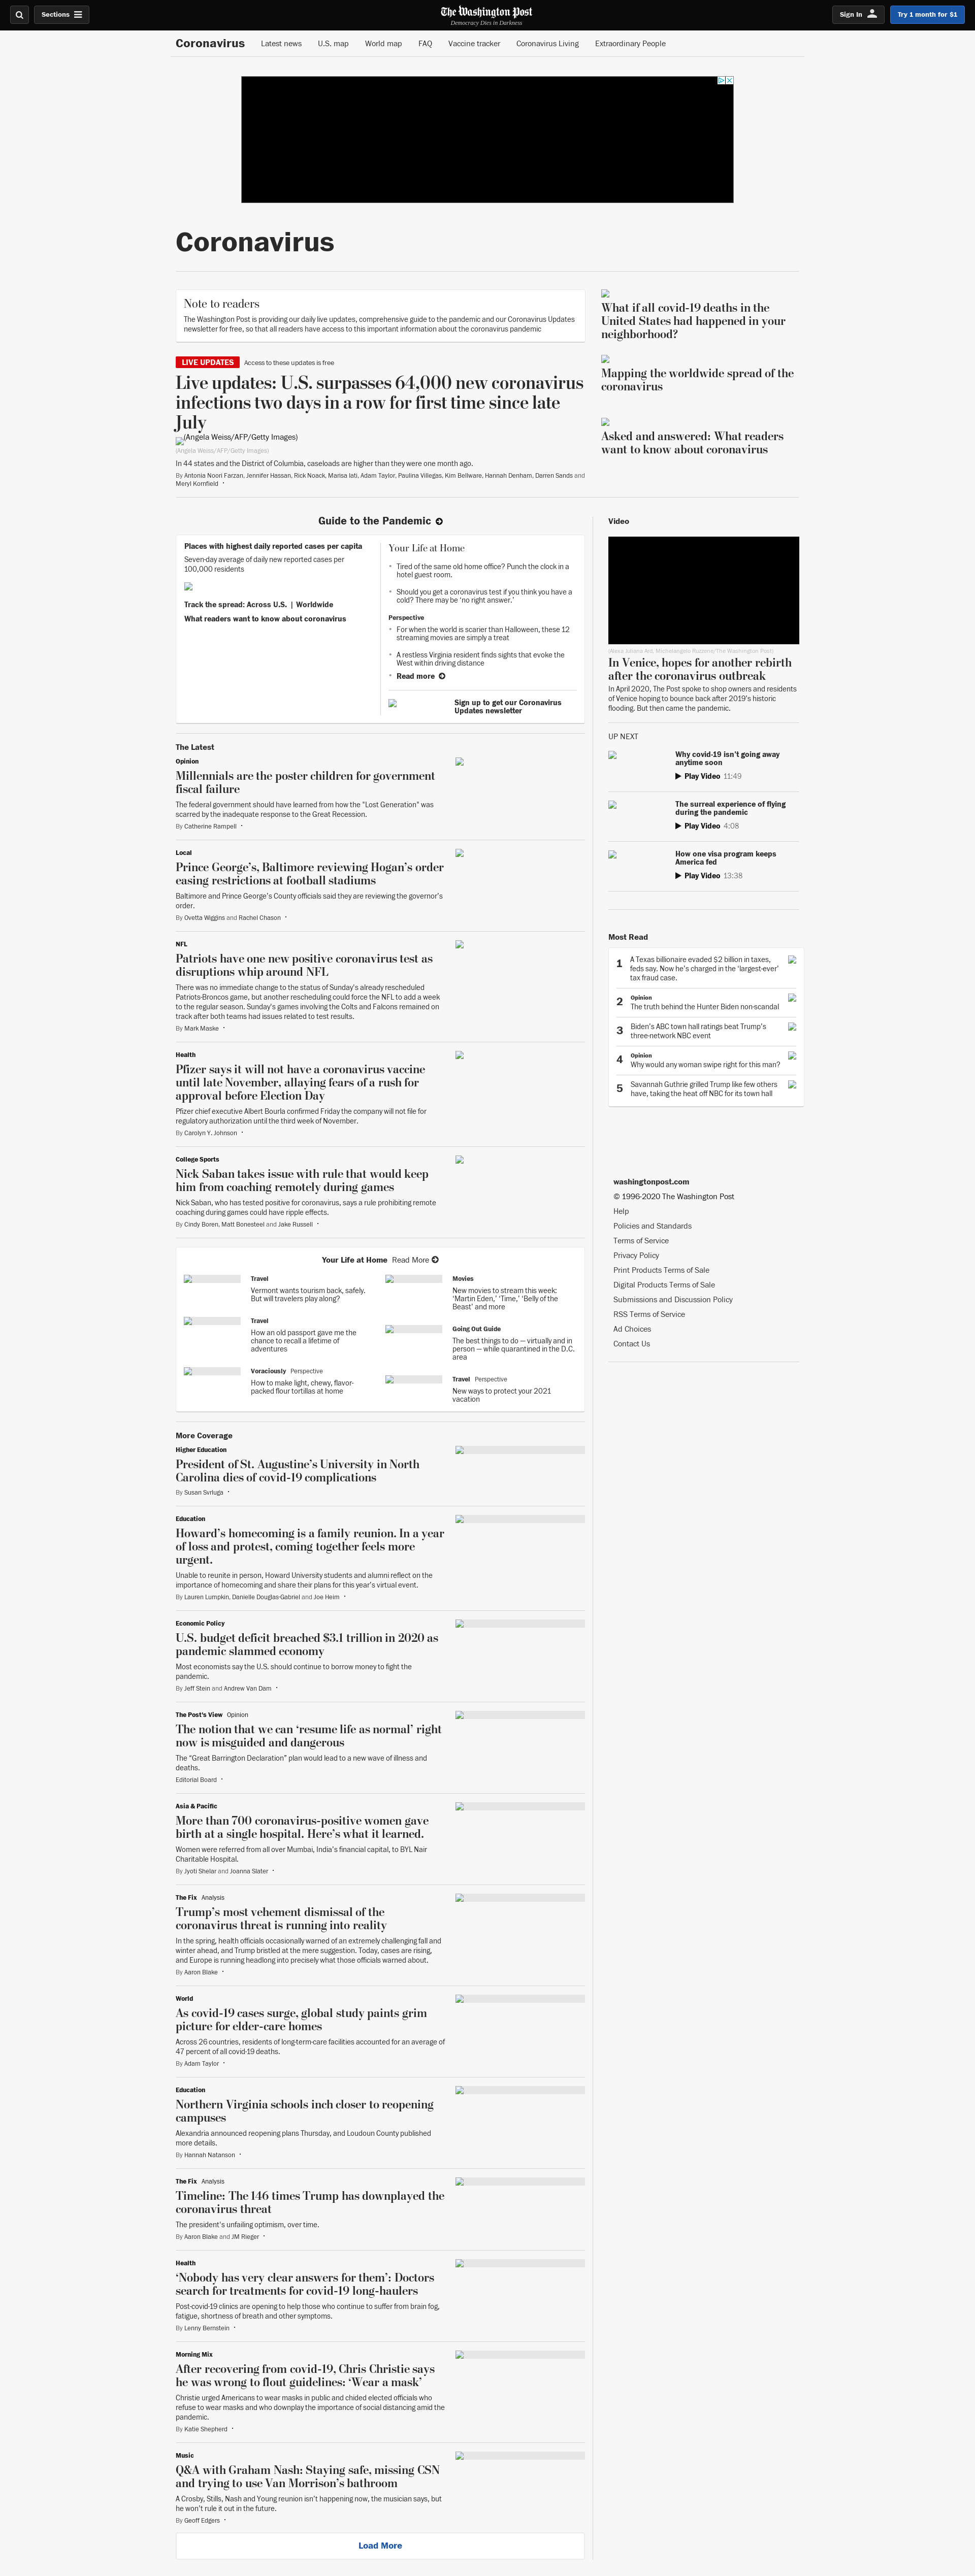 Sections
The Washington Post
Democracy Dies in Darkness
Sign In
Try 1 month for $1
Coronavirus
Latest news
U.S. map
World map
FAQ
Vaccine tracker
Coronavirus Living
Extraordinary People
Coronavirus
Note to readers
The Washington Post is providing our daily live updates, comprehensive guide to the pandemic and our Coronavirus Updates
newsletter for free, so that all readers have access to this important information about the coronavirus pandemic
LIVE UPDATES Access to these updates is free
Live updates: U.S. surpasses 64,000 new coronavirus
infections two days in a row for first time since late
July
(Angela Weiss/AFP/Getty Images)
(Angela Weiss/AFP/Getty Images)
In 44 states and the District of Columbia, caseloads are higher than they were one month ago.
By Antonia Noori Farzan, Jennifer Hassan, Rick Noack, Marisa Iati, Adam Taylor, Paulina Villegas, Kim Bellware, Hannah Denham, Darren Sands and
Meryl Kornfield •
What if all covid-19 deaths in the
United States had happened in your
neighborhood?
Mapping the worldwide spread of the
coronavirus
Asked and answered: What readers
want to know about coronavirus
Guide to the Pandemic
Places with highest daily reported cases per capita
Seven-day average of daily new reported cases per
100,000 residents
Track the spread: Across U.S. | Worldwide
What readers want to know about coronavirus
Your Life at Home
Tired of the same old home office? Punch the clock in a
hotel guest room.
Should you get a coronavirus test if you think you have a
cold? There may be ‘no right answer.’
Perspective
For when the world is scarier than Halloween, these 12
streaming movies are simply a treat
A restless Virginia resident finds sights that evoke the
West within driving distance
Read more
Sign up to get our Coronavirus
Updates newsletter
The Latest
Opinion
Millennials are the poster children for government
fiscal failure
The federal government should have learned from how the "Lost Generation" was
scarred by the inadequate response to the Great Recession.
By Catherine Rampell •
Local
Prince George’s, Baltimore reviewing Hogan’s order
easing restrictions at football stadiums
Baltimore and Prince George’s County officials said they are reviewing the governor’s
order.
By Ovetta Wiggins and Rachel Chason •
NFL
Patriots have one new positive coronavirus test as
disruptions whip around NFL
There was no immediate change to the status of Sunday's already rescheduled
Patriots-Broncos game, but another rescheduling could force the NFL to add a week
to the regular season. Sunday's games involving the Colts and Falcons remained on
track after both teams had issues related to test results.
By Mark Maske •
Health
Pfizer says it will not have a coronavirus vaccine
until late November, allaying fears of a rush for
approval before Election Day
Pfizer chief executive Albert Bourla confirmed Friday the company will not file for
regulatory authorization until the third week of November.
By Carolyn Y. Johnson •
College Sports
Nick Saban takes issue with rule that would keep
him from coaching remotely during games
Nick Saban, who has tested positive for coronavirus, says a rule prohibiting remote
coaching during games could have ripple effects.
By Cindy Boren, Matt Bonesteel and Jake Russell •
Your Life at Home Read More
Travel
Vermont wants tourism back, safely.
But will travelers play along?
Travel
How an old passport gave me the
chance to recall a lifetime of
adventures
Voraciously Perspective
How to make light, chewy, flavor-
packed flour tortillas at home
Movies
New movies to stream this week:
‘Martin Eden,’ ‘Time,’ ‘Belly of the
Beast’ and more
Going Out Guide
The best things to do — virtually and in
person — while quarantined in the D.C.
area
Travel Perspective
New ways to protect your 2021
vacation
More Coverage
Higher Education
President of St. Augustine’s University in North
Carolina dies of covid-19 complications
By Susan Svrluga •
Education
Howard’s homecoming is a family reunion. In a year
of loss and protest, coming together feels more
urgent.
Unable to reunite in person, Howard University students and alumni reflect on the
importance of homecoming and share their plans for this year’s virtual event.
By Lauren Lumpkin, Danielle Douglas-Gabriel and Joe Heim •
Economic Policy
U.S. budget deficit breached $3.1 trillion in 2020 as
pandemic slammed economy
Most economists say the U.S. should continue to borrow money to fight the
pandemic.
By Jeff Stein and Andrew Van Dam •
The Post's View Opinion
The notion that we can ‘resume life as normal’ right
now is misguided and dangerous
The “Great Barrington Declaration” plan would lead to a new wave of illness and
deaths.
Editorial Board •
Asia & Pacific
More than 700 coronavirus-positive women gave
birth at a single hospital. Here’s what it learned.
Women were referred from all over Mumbai, India’s financial capital, to BYL Nair
Charitable Hospital.
By Jyoti Shelar and Joanna Slater •
The Fix Analysis
Trump’s most vehement dismissal of the
coronavirus threat is running into reality
In the spring, health officials occasionally warned of an extremely challenging fall and
winter ahead, and Trump bristled at the mere suggestion. Today, cases are rising,
and Europe is running headlong into precisely what those officials warned about.
By Aaron Blake •
World
As covid-19 cases surge, global study paints grim
picture for elder-care homes
Across 26 countries, residents of long-term-care facilities accounted for an average of
47 percent of all covid-19 deaths.
By Adam Taylor •
Education
Northern Virginia schools inch closer to reopening
campuses
Alexandria announced reopening plans Thursday, and Loudoun County published
more details.
By Hannah Natanson •
The Fix Analysis
Timeline: The 146 times Trump has downplayed the
coronavirus threat
The president’s unfailing optimism, over time.
By Aaron Blake and JM Rieger •
Health
‘Nobody has very clear answers for them’: Doctors
search for treatments for covid-19 long-haulers
Post-covid-19 clinics are opening to help those who continue to suffer from brain fog,
fatigue, shortness of breath and other symptoms.
By Lenny Bernstein •
Morning Mix
After recovering from covid-19, Chris Christie says
he was wrong to flout guidelines: ‘Wear a mask’
Christie urged Americans to wear masks in public and chided elected officials who
refuse to wear masks and who downplay the importance of social distancing amid the
pandemic.
By Katie Shepherd •
Music
Q&A with Graham Nash: Staying safe, missing CSN
and trying to use Van Morrison’s bathroom
A Crosby, Stills, Nash and Young reunion isn’t happening now, the musician says, but
he won’t rule it out in the future.
By Geoff Edgers •
Load More
Video
(Alexa Juliana Ard, Michelangelo Ruggiero/The Washington Post)
In Venice, hopes for another rebirth
after the coronavirus outbreak
In April 2020, The Post spoke to shop owners and residents
of Venice hoping to bounce back after 2019’s historic
flooding. But then came the pandemic.
UP NEXT
Why covid-19 isn’t going away
anytime soon
Play Video 11:49
The surreal experience of flying
during the pandemic
Play Video 4:08
How one visa program keeps
America fed
Play Video 13:38
Most Read
1 A Texas billionaire evaded $2 billion in taxes,
feds say. Now he’s charged in the ‘largest-ever’
tax fraud case.
2 Opinion
The truth behind the Hunter Biden non-scandal
3 Biden’s ABC town hall ratings beat Trump’s
three-network NBC event
4 Opinion
Why would any woman swipe right for this man?
5 Savannah Guthrie grilled Trump like few others
have, taking the heat off NBC for its town hall
washingtonpost.com
© 1996-2020 The Washington Post
Help
Policies and Standards
Terms of Service
Privacy Policy
Print Products Terms of Sale
Digital Products Terms of Sale
Submissions and Discussion Policy
RSS Terms of Service
Ad Choices
Contact Us